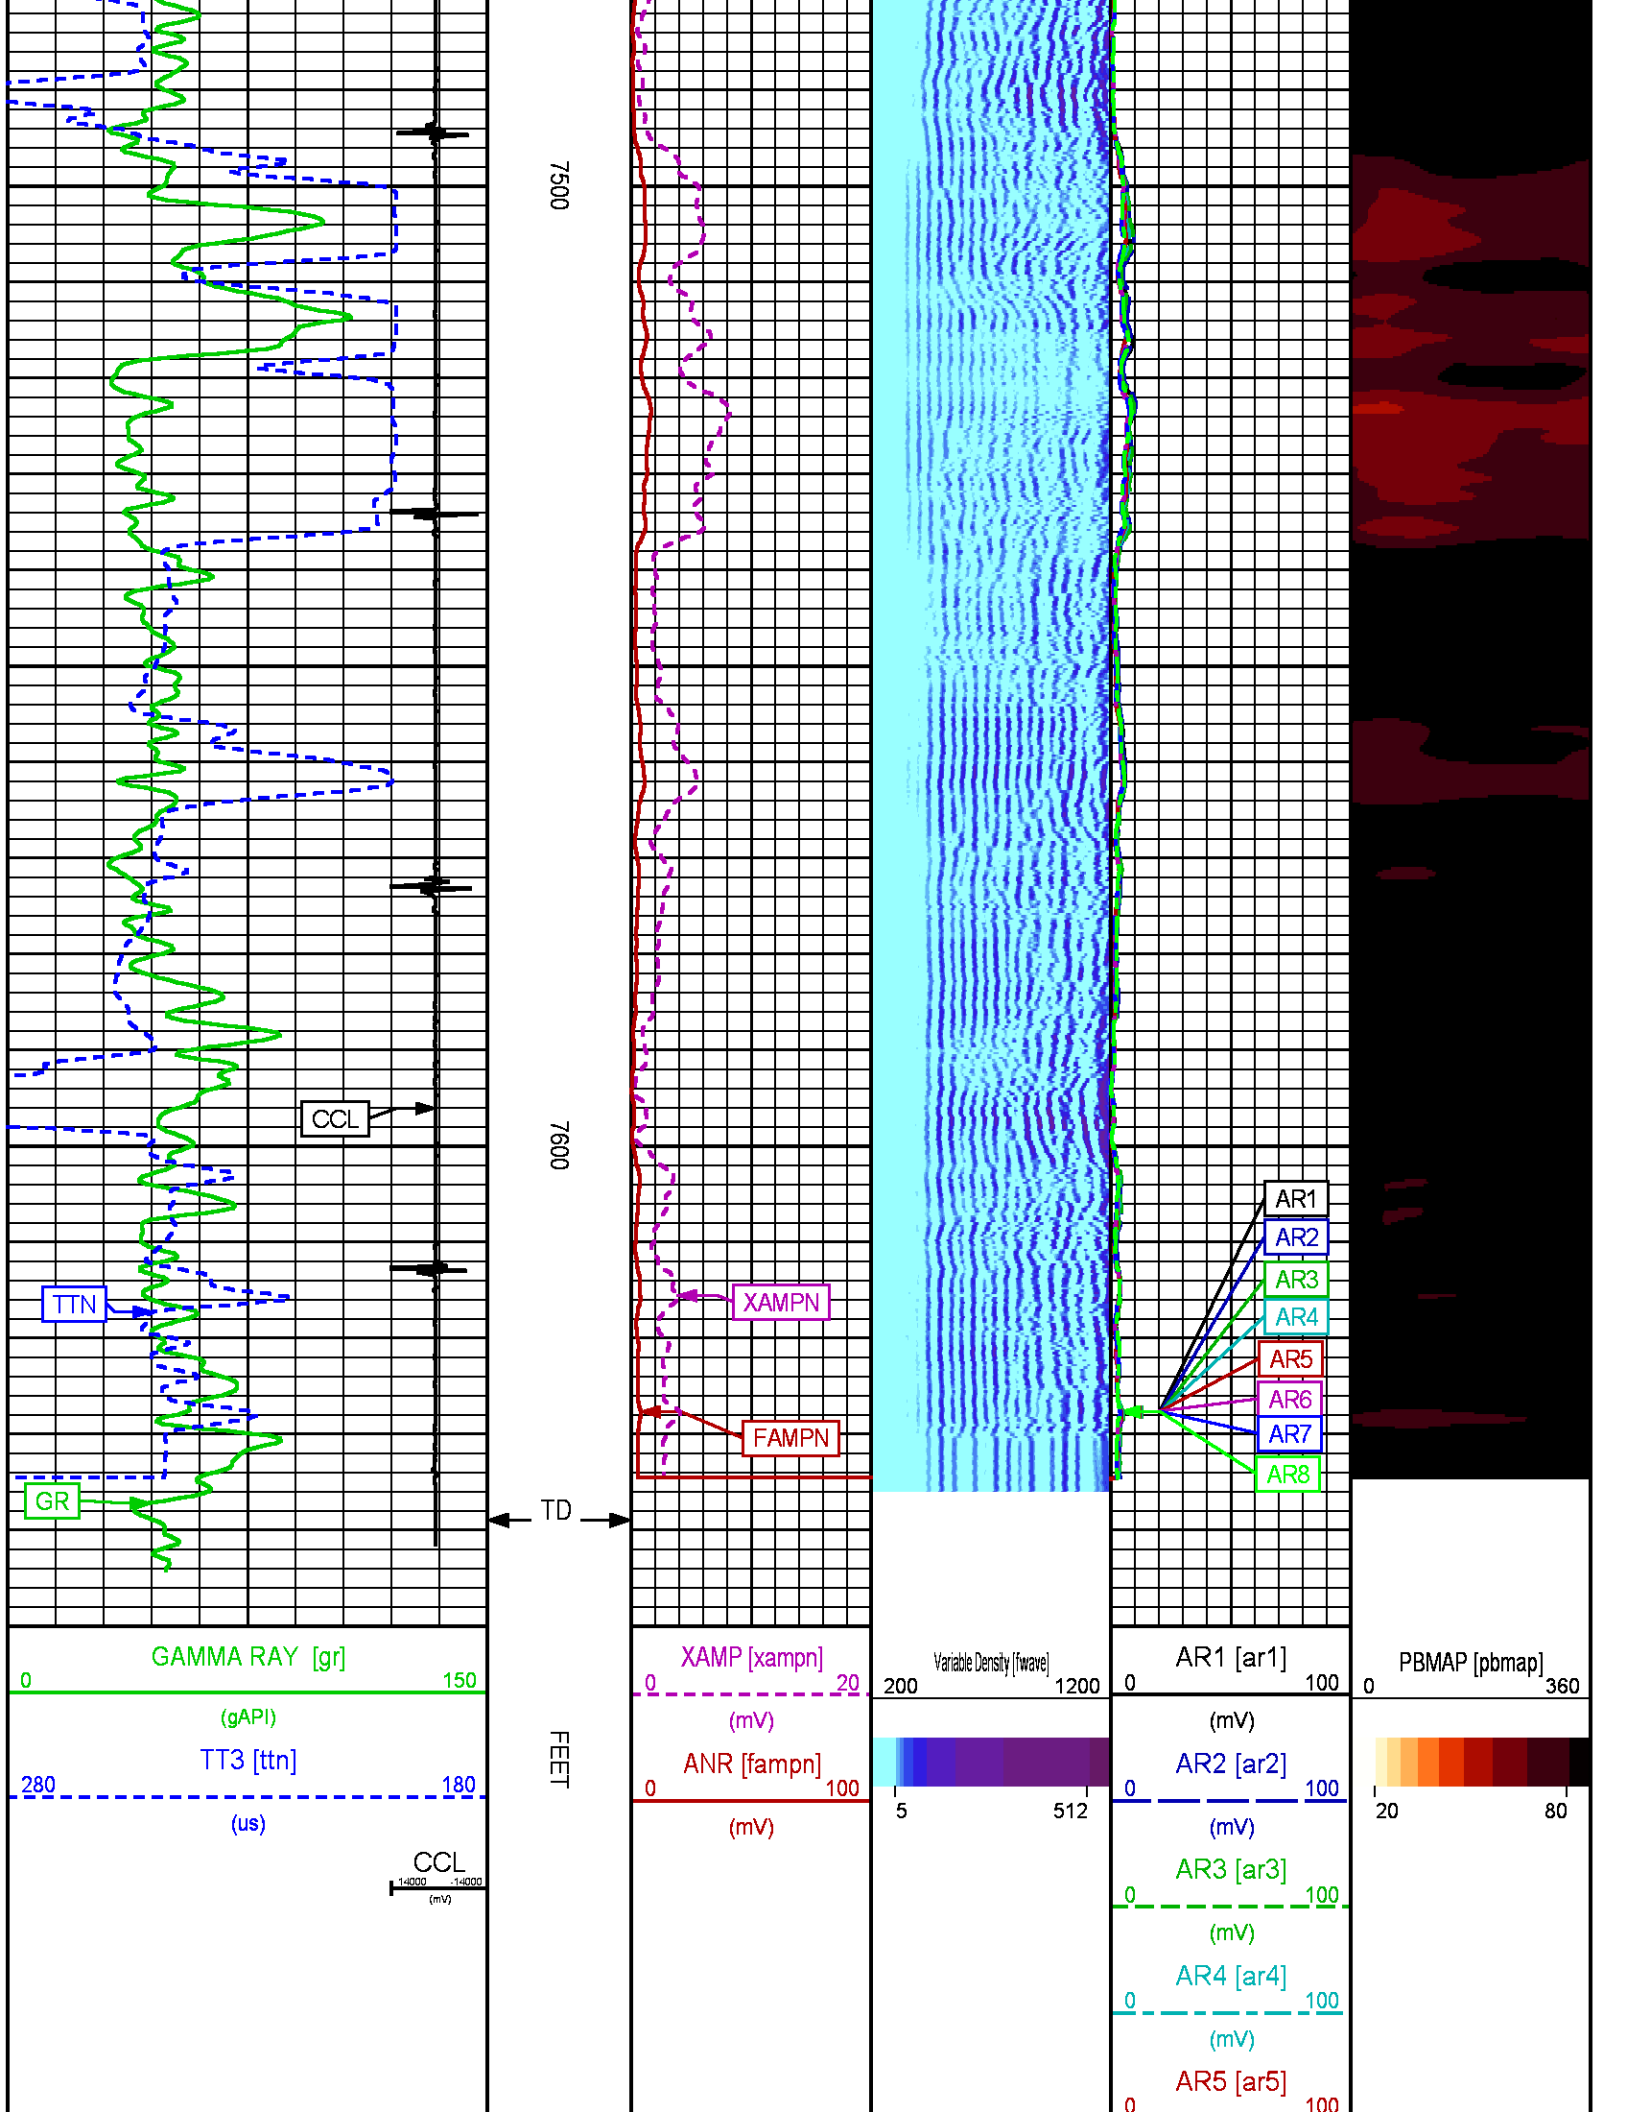 7500
CCL
7600
AR1
AR2
AR3
TTN
XAMPN
AR4
AR5
AR6
FAMPN
AR7
AR8
GR
TD
GAMMA RAY [gr]
0 150
(gAPI)
TT3 [ttn]
280 180
(us)
CCL
14000 -14000
(mV)
FEET
XAMP [xampn]
0 20
(mV)
ANR [fampn]
0 100
(mV)
Variable Density [fwave]
200 1200
5 512
AR1 [ar1]
0 100
(mV)
AR2 [ar2]
0 100
(mV)
AR3 [ar3]
0 100
(mV)
AR4 [ar4]
0 100
(mV)
AR5 [ar5]
0 100
PBMAP [pbmap]
0 360
20 80